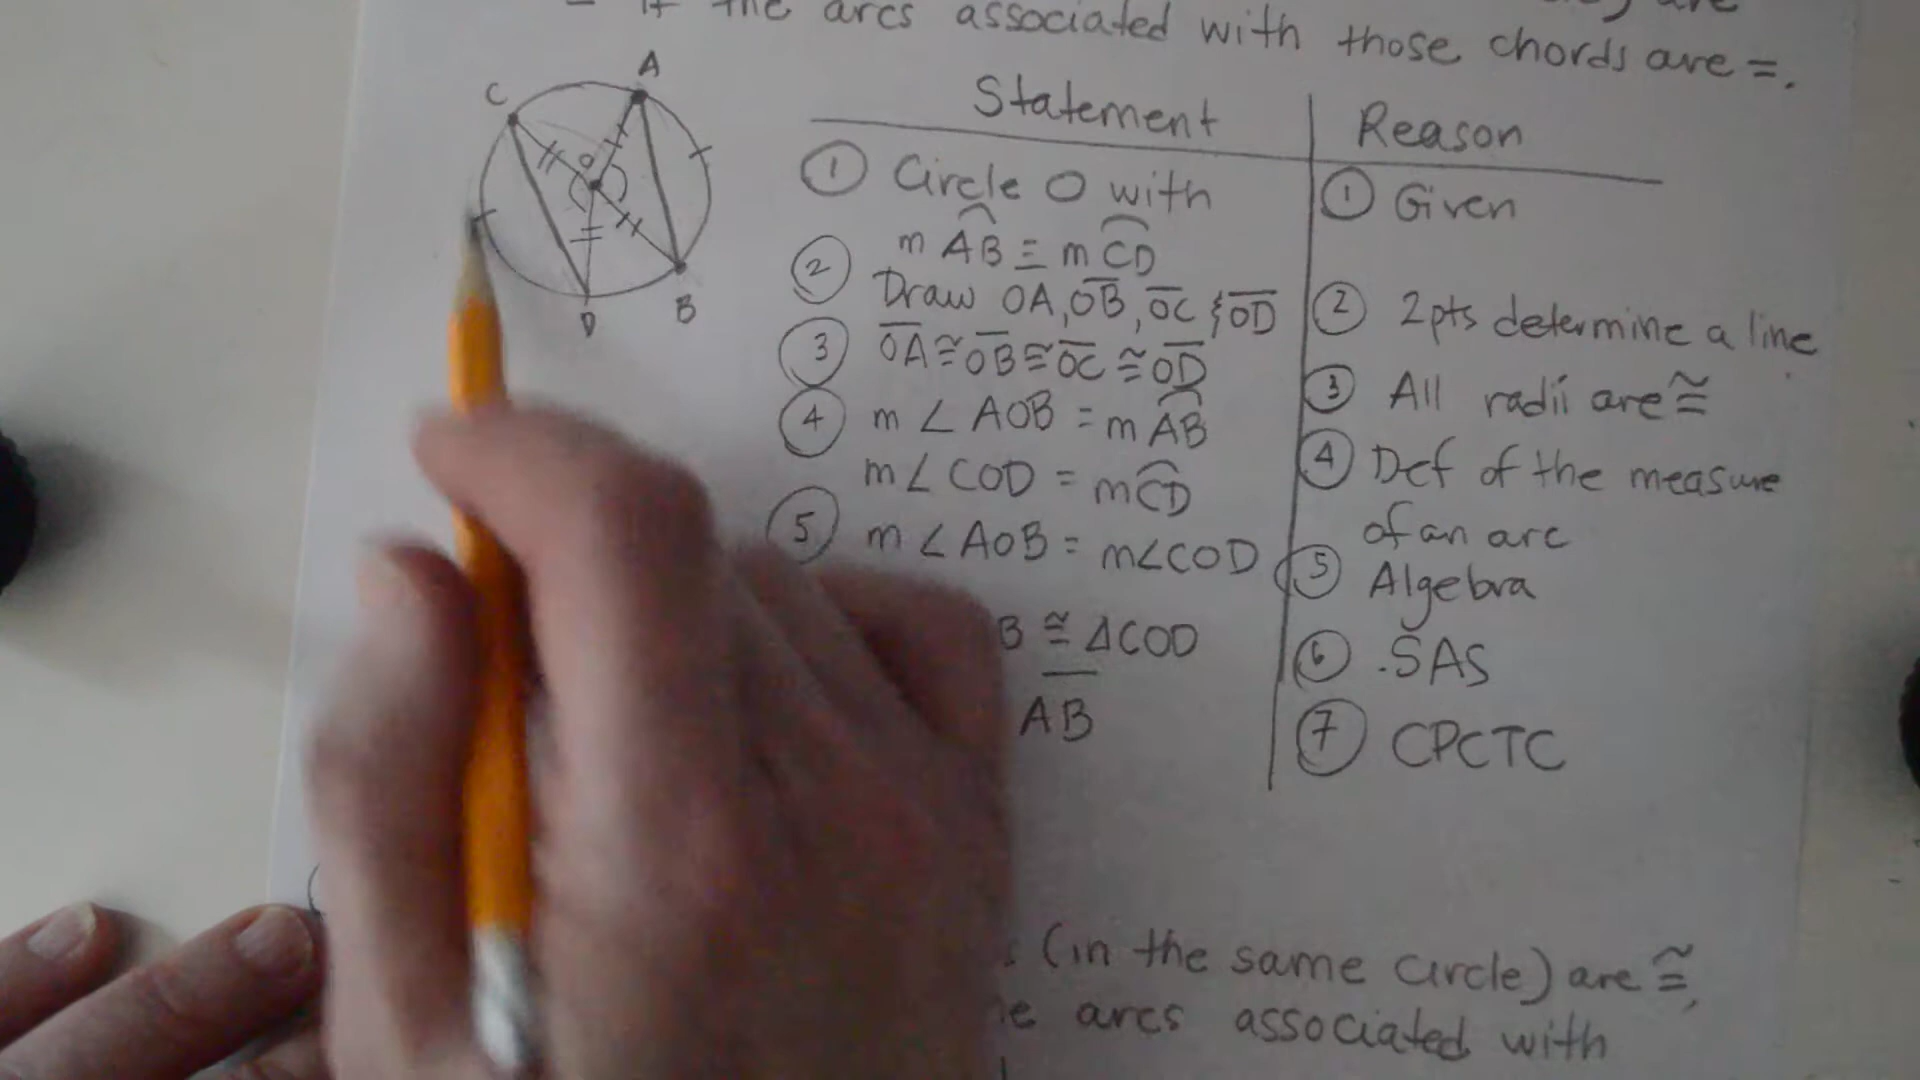 if the arcs associated with those chords are =.
Statement
Reason
① Circle O with
m AB = m CD
② Draw OA, OB, OC & OD
③ OA ≅ OB ≅ OC ≅ OD
④ m ∠ AOB = m AB
m ∠ COD = m CD
⑤ m ∠ AOB = m∠COD
B ≅ ΔCOD
AB
① Given
② 2pts determine a line
③ All radii are ≅
④ Def of the measure
of an arc
⑤ Algebra
⑥ SAS
⑦ CPCTC
A
C
O
D
B
(in the same circle) are ≅,
arcs associated with